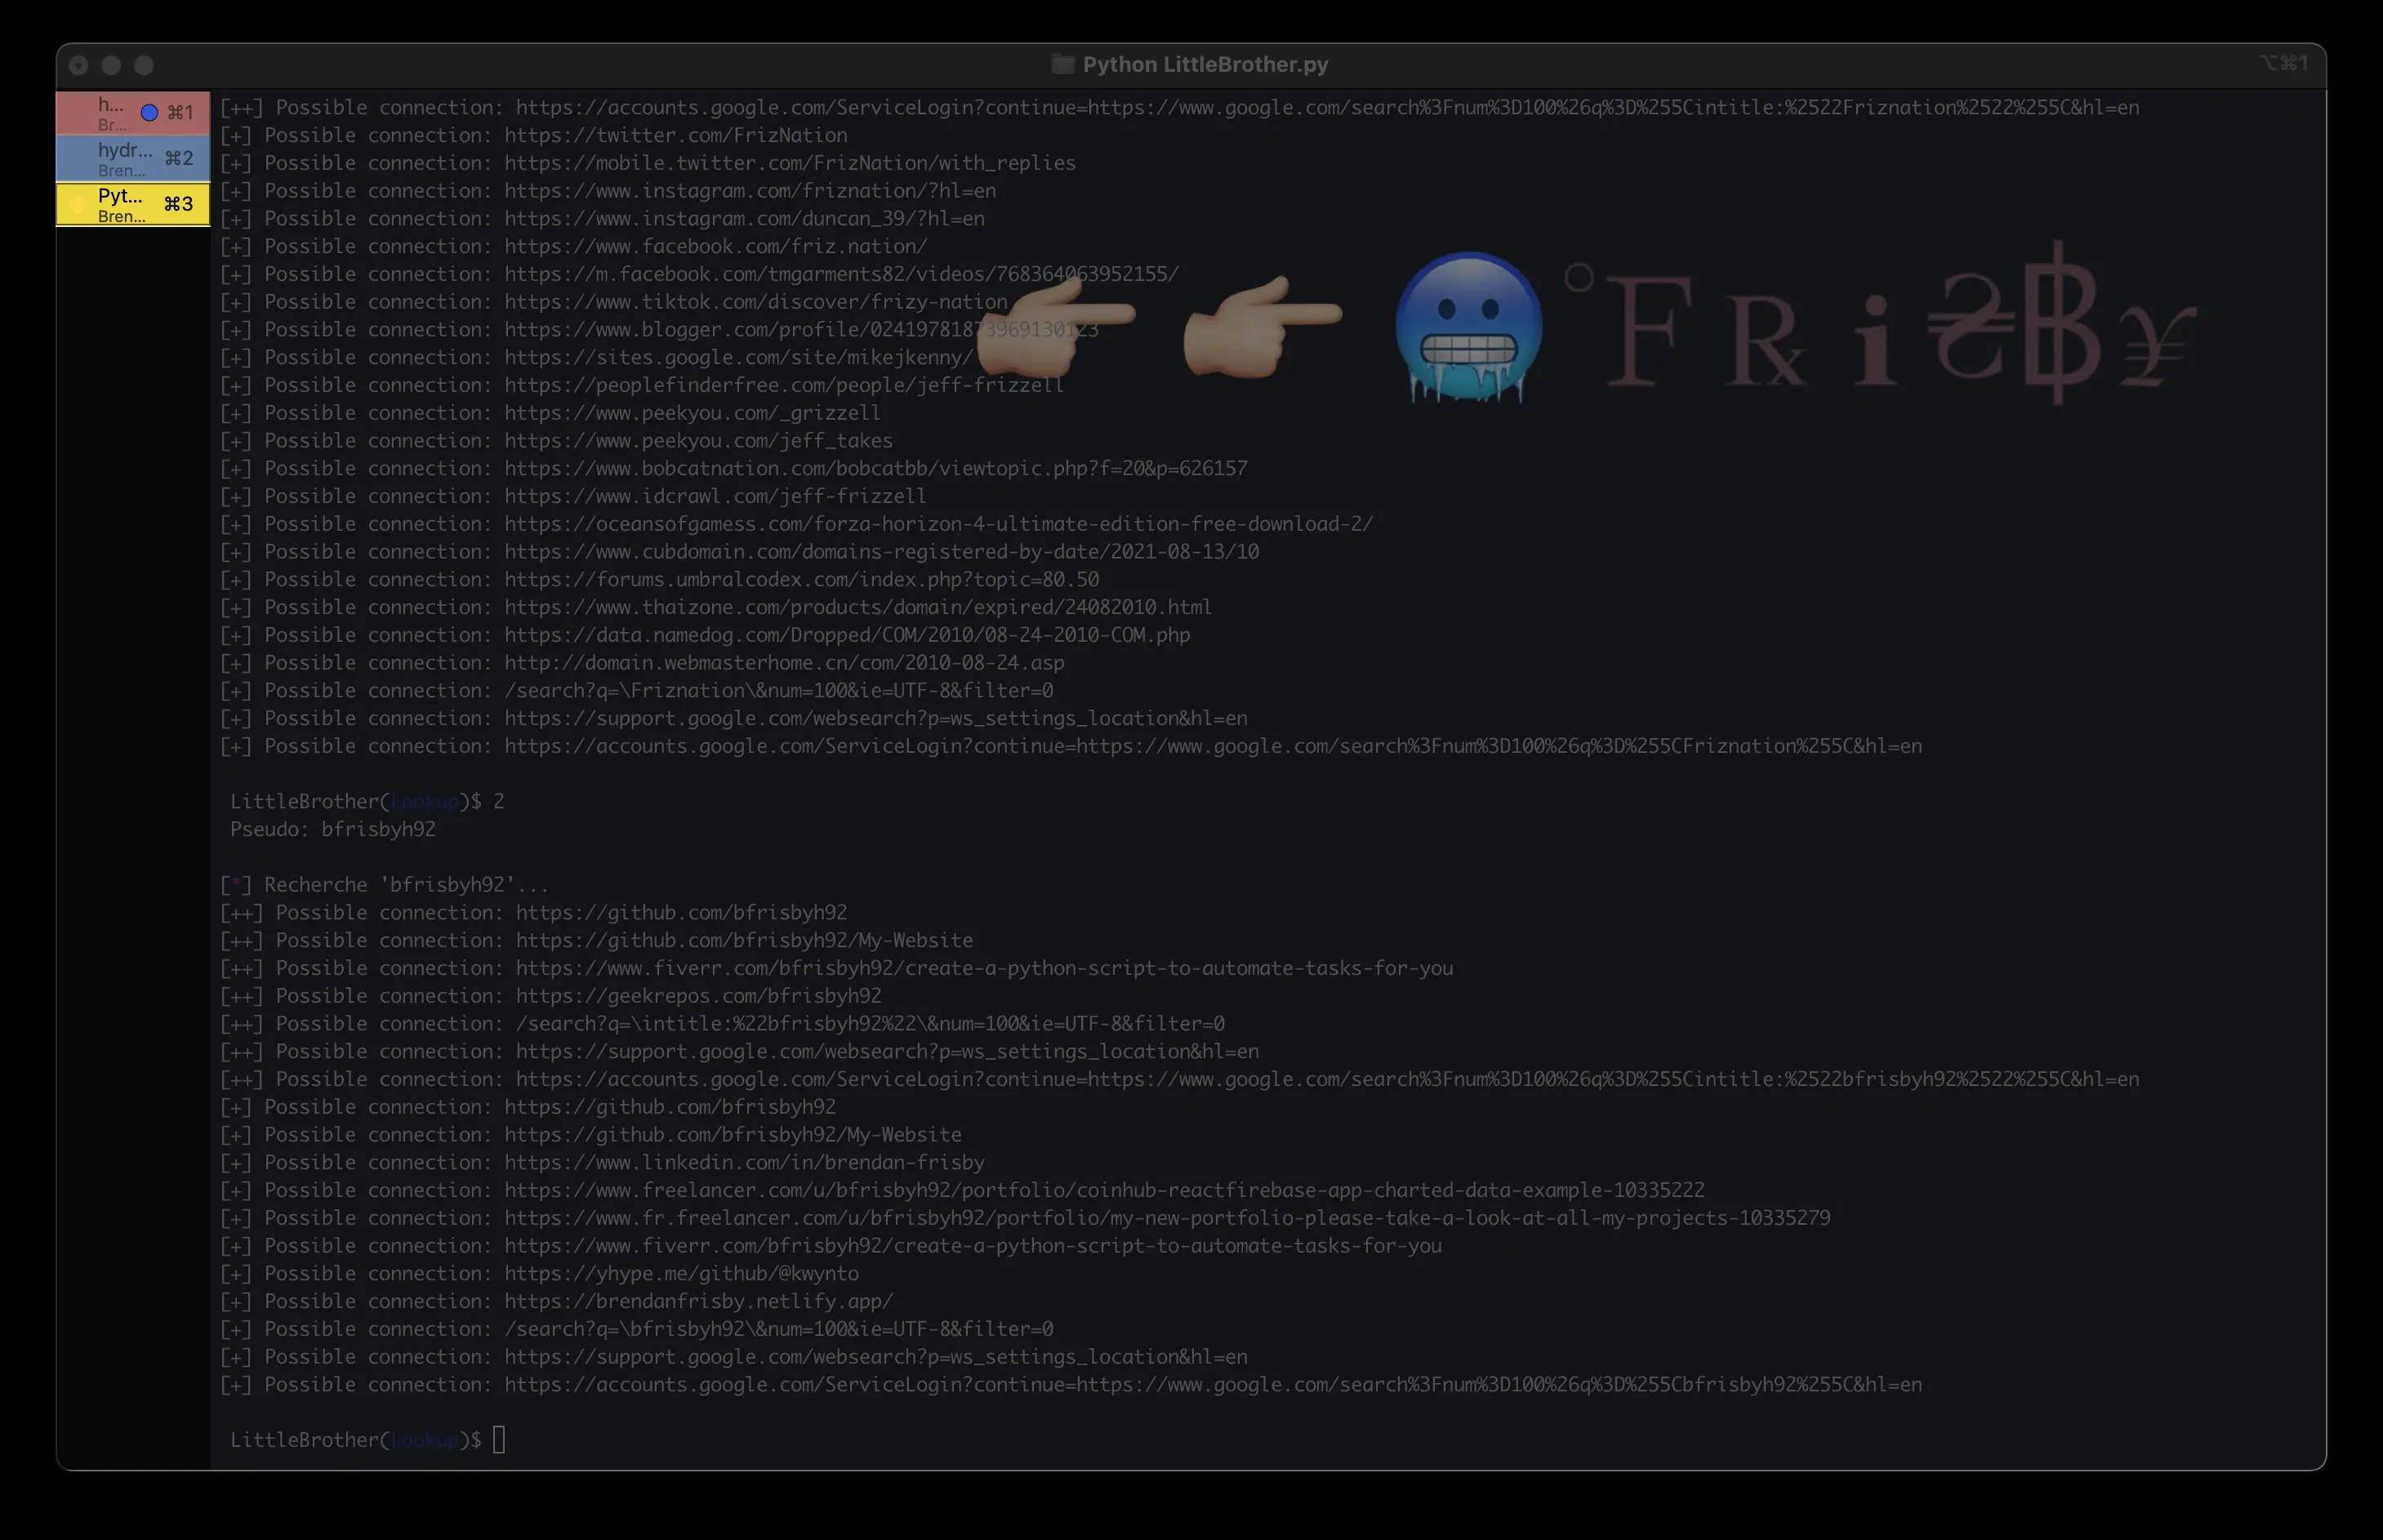 Python LittleBrother.py
⌥⌘1
h... ⌘1
Br...
hydr... ⌘2
Bren...
Pyt... ⌘3
Bren...
[++] Possible connection: https://accounts.google.com/ServiceLogin?continue=https://www.google.com/search%3Fnum%3D100%26q%3D%255Cintitle:%2522Friznation%2522%255C&hl=en
[+] Possible connection: https://twitter.com/FrizNation
[+] Possible connection: https://mobile.twitter.com/FrizNation/with_replies
[+] Possible connection: https://www.instagram.com/friznation/?hl=en
[+] Possible connection: https://www.instagram.com/duncan_39/?hl=en
[+] Possible connection: https://www.facebook.com/friz.nation/
[+] Possible connection: https://m.facebook.com/tmgarments82/videos/768364063952155/
[+] Possible connection: https://www.tiktok.com/discover/frizy-nation
[+] Possible connection: https://www.blogger.com/profile/02419781873969130123
[+] Possible connection: https://sites.google.com/site/mikejkenny/
[+] Possible connection: https://peoplefinderfree.com/people/jeff-frizzell
[+] Possible connection: https://www.peekyou.com/_grizzell
[+] Possible connection: https://www.peekyou.com/jeff_takes
[+] Possible connection: https://www.bobcatnation.com/bobcatbb/viewtopic.php?f=20&p=626157
[+] Possible connection: https://www.idcrawl.com/jeff-frizzell
[+] Possible connection: https://oceansofgamess.com/forza-horizon-4-ultimate-edition-free-download-2/
[+] Possible connection: https://www.cubdomain.com/domains-registered-by-date/2021-08-13/10
[+] Possible connection: https://forums.umbralcodex.com/index.php?topic=80.50
[+] Possible connection: https://www.thaizone.com/products/domain/expired/24082010.html
[+] Possible connection: https://data.namedog.com/Dropped/COM/2010/08-24-2010-COM.php
[+] Possible connection: http://domain.webmasterhome.cn/com/2010-08-24.asp
[+] Possible connection: /search?q=\Friznation\&num=100&ie=UTF-8&filter=0
[+] Possible connection: https://support.google.com/websearch?p=ws_settings_location&hl=en
[+] Possible connection: https://accounts.google.com/ServiceLogin?continue=https://www.google.com/search%3Fnum%3D100%26q%3D%255CFriznation%255C&hl=en
℉℞ℹ₴฿¥
LittleBrother(Lookup)$ 2
Pseudo: bfrisbyh92
[*] Recherche 'bfrisbyh92'...
[++] Possible connection: https://github.com/bfrisbyh92
[++] Possible connection: https://github.com/bfrisbyh92/My-Website
[++] Possible connection: https://www.fiverr.com/bfrisbyh92/create-a-python-script-to-automate-tasks-for-you
[++] Possible connection: https://geekrepos.com/bfrisbyh92
[++] Possible connection: /search?q=\intitle:%22bfrisbyh92%22\&num=100&ie=UTF-8&filter=0
[++] Possible connection: https://support.google.com/websearch?p=ws_settings_location&hl=en
[++] Possible connection: https://accounts.google.com/ServiceLogin?continue=https://www.google.com/search%3Fnum%3D100%26q%3D%255Cintitle:%2522bfrisbyh92%2522%255C&hl=en
[+] Possible connection: https://github.com/bfrisbyh92
[+] Possible connection: https://github.com/bfrisbyh92/My-Website
[+] Possible connection: https://www.linkedin.com/in/brendan-frisby
[+] Possible connection: https://www.freelancer.com/u/bfrisbyh92/portfolio/coinhub-reactfirebase-app-charted-data-example-10335222
[+] Possible connection: https://www.fr.freelancer.com/u/bfrisbyh92/portfolio/my-new-portfolio-please-take-a-look-at-all-my-projects-10335279
[+] Possible connection: https://www.fiverr.com/bfrisbyh92/create-a-python-script-to-automate-tasks-for-you
[+] Possible connection: https://yhype.me/github/@kwynto
[+] Possible connection: https://brendanfrisby.netlify.app/
[+] Possible connection: /search?q=\bfrisbyh92\&num=100&ie=UTF-8&filter=0
[+] Possible connection: https://support.google.com/websearch?p=ws_settings_location&hl=en
[+] Possible connection: https://accounts.google.com/ServiceLogin?continue=https://www.google.com/search%3Fnum%3D100%26q%3D%255Cbfrisbyh92%255C&hl=en
LittleBrother(Lookup)$